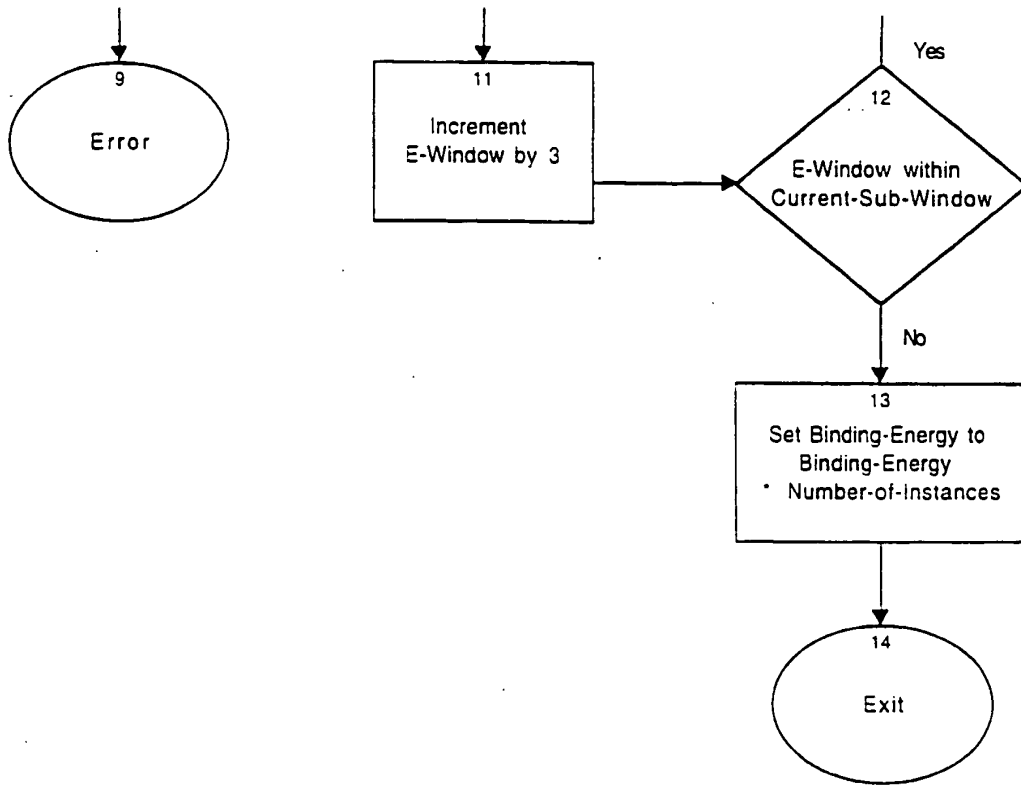 9
Error
11
Increment
E-Window by 3
Yes
12
E-Window within
Current-Sub-Window
No
13
Set Binding-Energy to
Binding-Energy
* Number-of-Instances
14
Exit